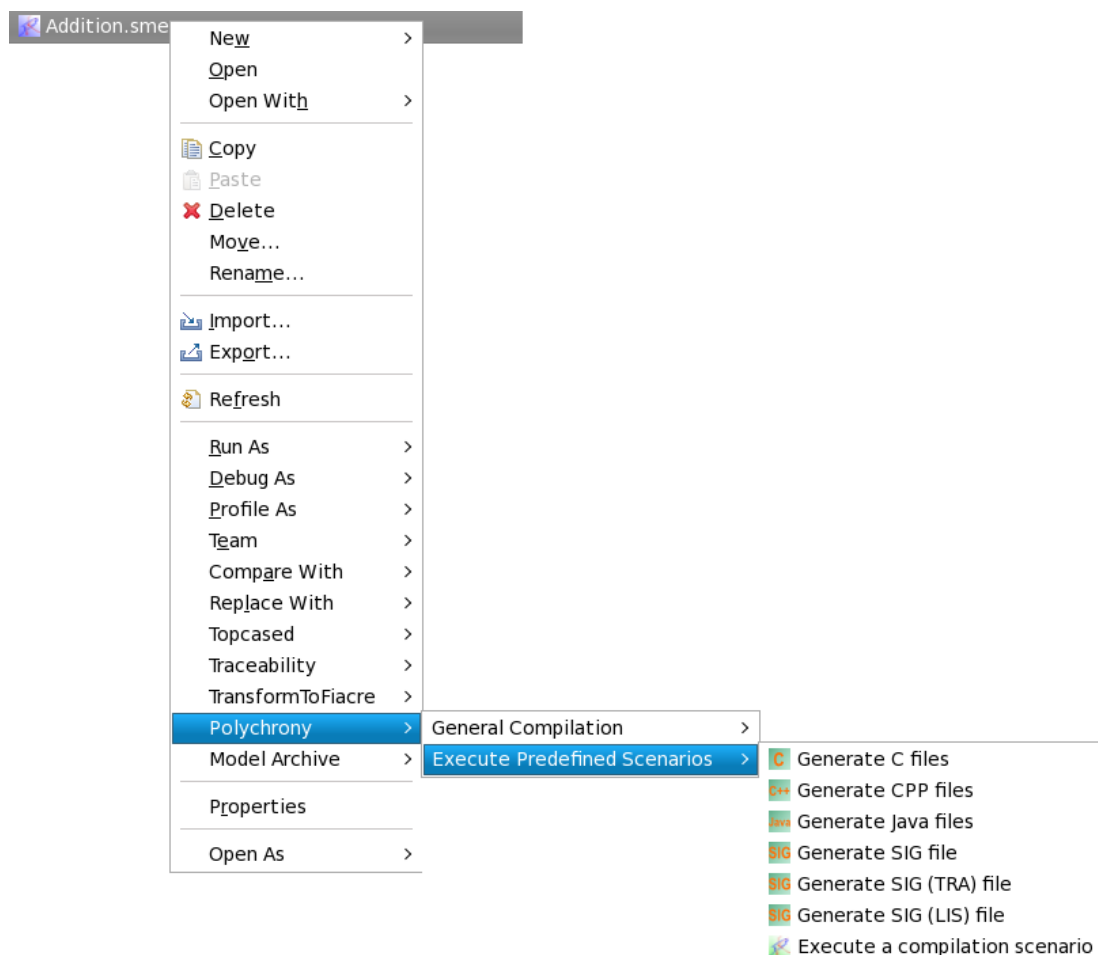 Addition.sme
New
Open
Open With
Copy
Paste
Delete
Move...
Rename...
Import...
Export...
Refresh
Run As
Debug As
Profile As
Team
Compare With
Replace With
Topcased
Traceability
TransformToFiacre
Polychrony
General Compilation
Model Archive
Execute Predefined Scenarios
C Generate C files
C++ Generate CPP files
Java Generate Java files
SIG Generate SIG file
SIG Generate SIG (TRA) file
SIG Generate SIG (LIS) file
Execute a compilation scenario
Properties
Open As